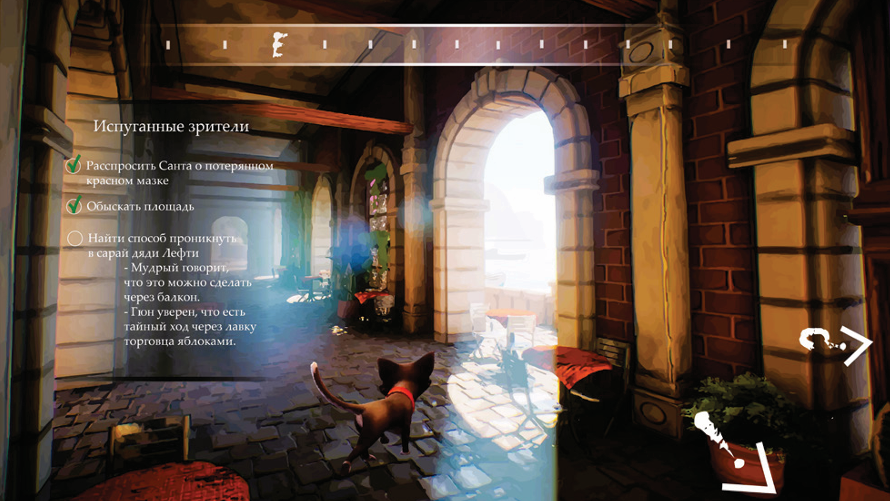 E
Испуганные зрители
Расспросить Санта о потерянном
красном мазке
Обыскать площадь
Найти способ проникнуть
в сарай дяди Лефти
- Мудрый говорит,
что это можно сделать
через балкон.
- Гюн уверен, что есть
тайный ход через лавку
торговца яблоками.
?
!